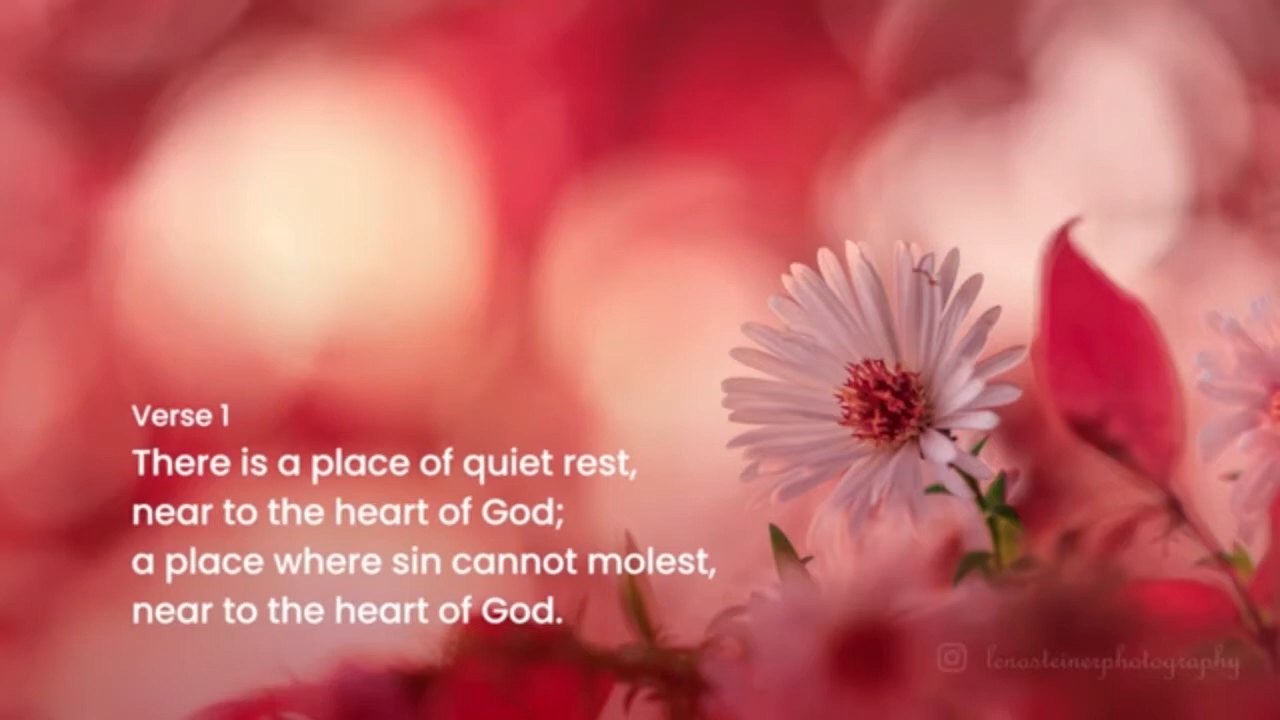 Verse 1
There is a place of quiet rest,
near to the heart of God;
a place where sin cannot molest,
near to the heart of God.
lenasteinerphotography